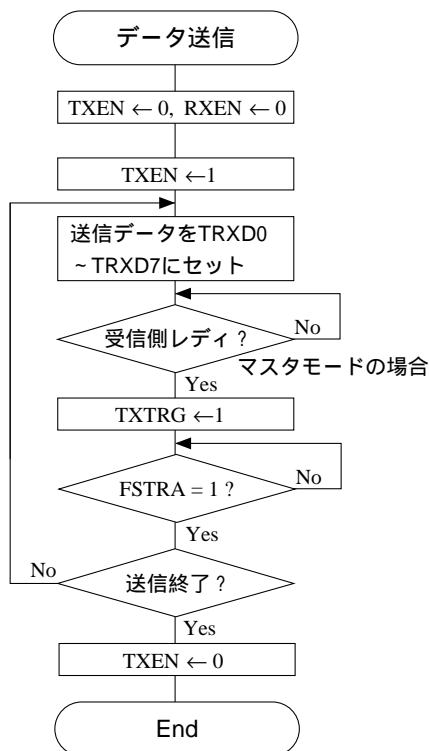 データ送信
TXEN ← 0, RXEN ← 0
TXEN ←1
送信データをTRXD0
~ TRXD7にセット
受信側レディ?
No
マスタモードの場合
Yes
TXTRG ←1
FSTRA = 1 ?
No
Yes
送信終了?
No
Yes
TXEN ← 0
End